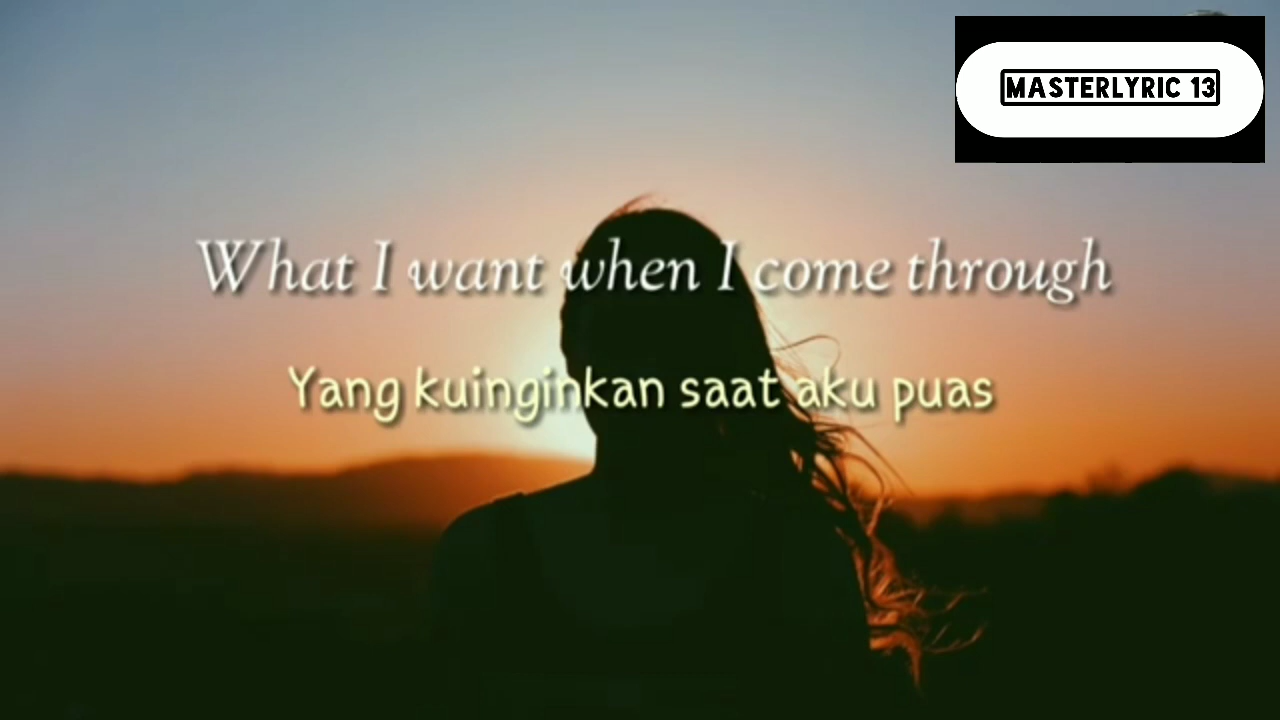 MASTERLYRIC 13
What I want when I come through
Yang kuinginkan saat aku puas